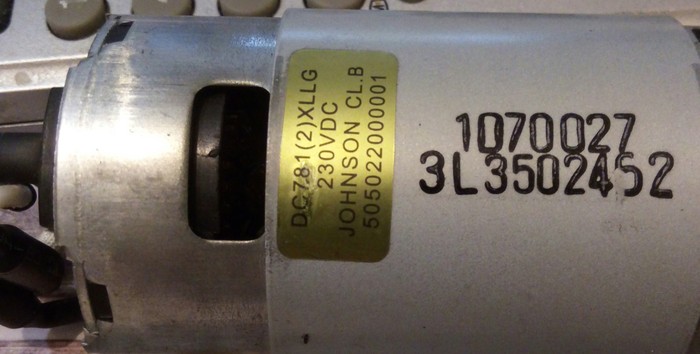 DC781(2)XLLG
230VDC
JOHNSON CL.B
505022000001
1070027
3L3502452